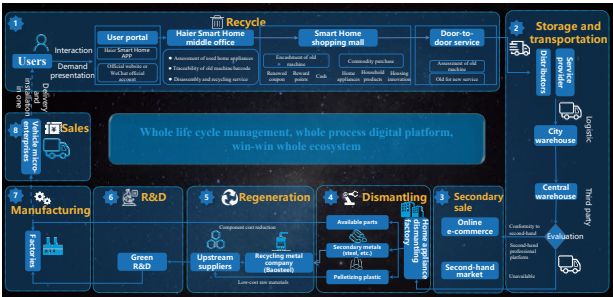 1
Recycle
Users
Interaction
Demand
presentation
User portal
Haier Smart Home
APP
Official website or
WeChat official
account
Haier Smart Home
middle office
Assessment of used home appliances
Traceability of old machine barcode
Disassembly and recycling service
Smart Home
shopping mall
Encashment of old
machine
Renewed
coupon
Reward
points
Cash
Commodity purchase
Home
appliances
Household
products
Housing
innovation
Door-to-
door service
Assessment of
old machine
Old for new service
2
Storage and
transportation
Distributors
Service
provider
Logistic
City
warehouse
Central
warehouse
Third party
Evaluation
Conformity to
second-hand
Second-hand
professional
platform
Unavailable
3
Secondary
sale
Online
e-commerce
Second-hand
market
4
Dismantling
Home appliance
dismantling
factory
Available parts
Secondary metals
(steel, etc.)
Pelletizing plastic
5
Regeneration
Component cost reduction
Upstream
suppliers
Recycling metal
company
(Baosteel)
Low-cost raw materials
6
R&D
Green
R&D
7
Manufacturing
Factories
8
Sales
Vehicle micro-
enterprises
Delivery
and
installation
in one
Whole life cycle management, whole process digital platform,
win-win whole ecosystem